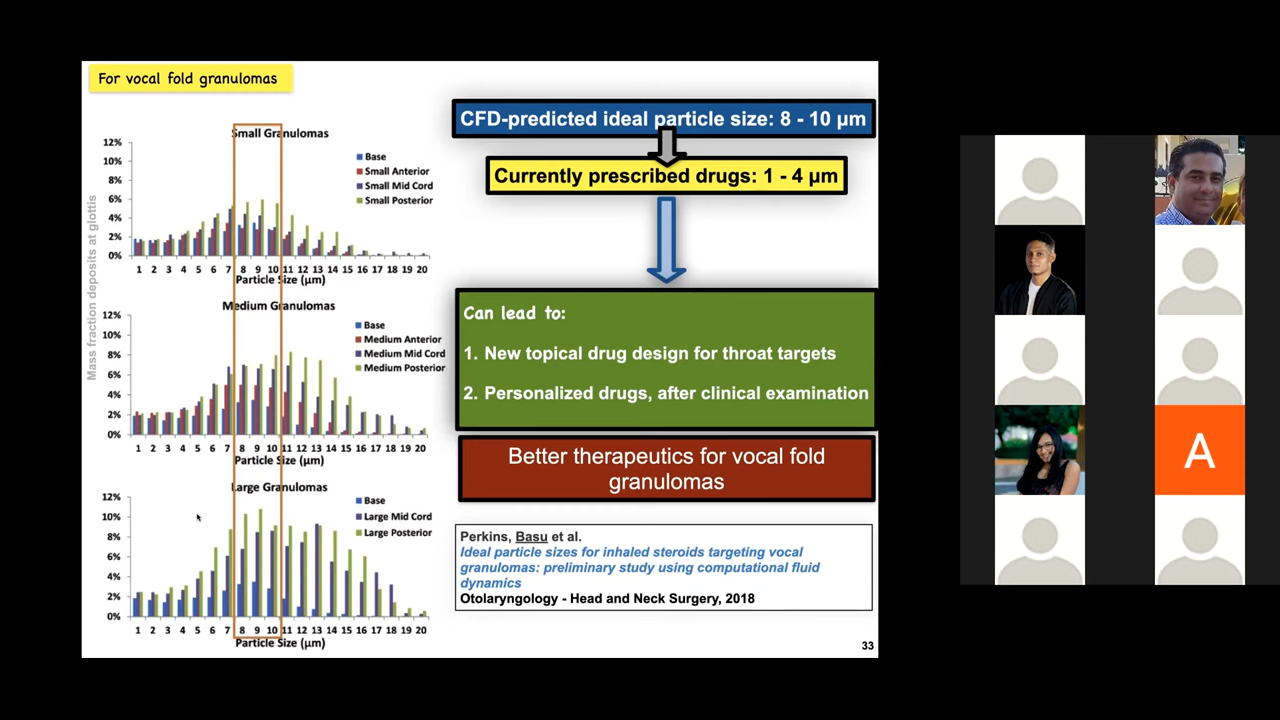 For vocal fold granulomas
Mass fraction deposits at glottis
Small Granulomas
12%
10%
8%
6%
4%
2%
0%
Base
Small Anterior
Small Mid Cord
Small Posterior
1 2 3 4 5 6 7 8 9 10 11 12 13 14 15 16 17 18 19 20
Particle Size (µm)
Medium Granulomas
12%
10%
8%
6%
4%
2%
0%
Base
Medium Anterior
Medium Mid Cord
Medium Posterior
1 2 3 4 5 6 7 8 9 10 11 12 13 14 15 16 17 18 19 20
Particle Size (µm)
Large Granulomas
12%
10%
8%
6%
4%
2%
0%
Base
Large Mid Cord
Large Posterior
1 2 3 4 5 6 7 8 9 10 11 12 13 14 15 16 17 18 19 20
Particle Size (µm)
CFD-predicted ideal particle size: 8 - 10 µm
Currently prescribed drugs: 1 - 4 µm
Can lead to:
1. New topical drug design for throat targets
2. Personalized drugs, after clinical examination
Better therapeutics for vocal fold
granulomas
Perkins, Basu et al.
Ideal particle sizes for inhaled steroids targeting vocal
granulomas: preliminary study using computational fluid
dynamics
Otolaryngology - Head and Neck Surgery, 2018
33
A